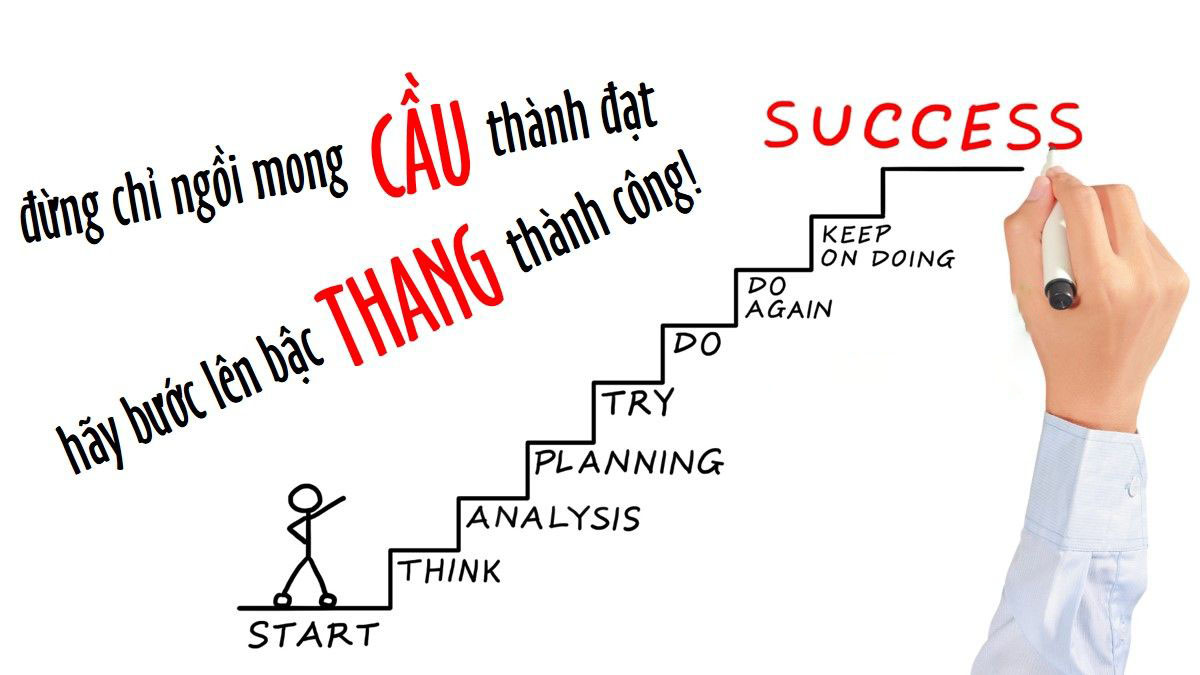 đừng chỉ ngồi mong CẦU thành đạt
hãy bước lên bậc THANG thành công!
SUCCESS
KEEP
ON DOING
DO
AGAIN
DO
TRY
PLANNING
ANALYSIS
THINK
START